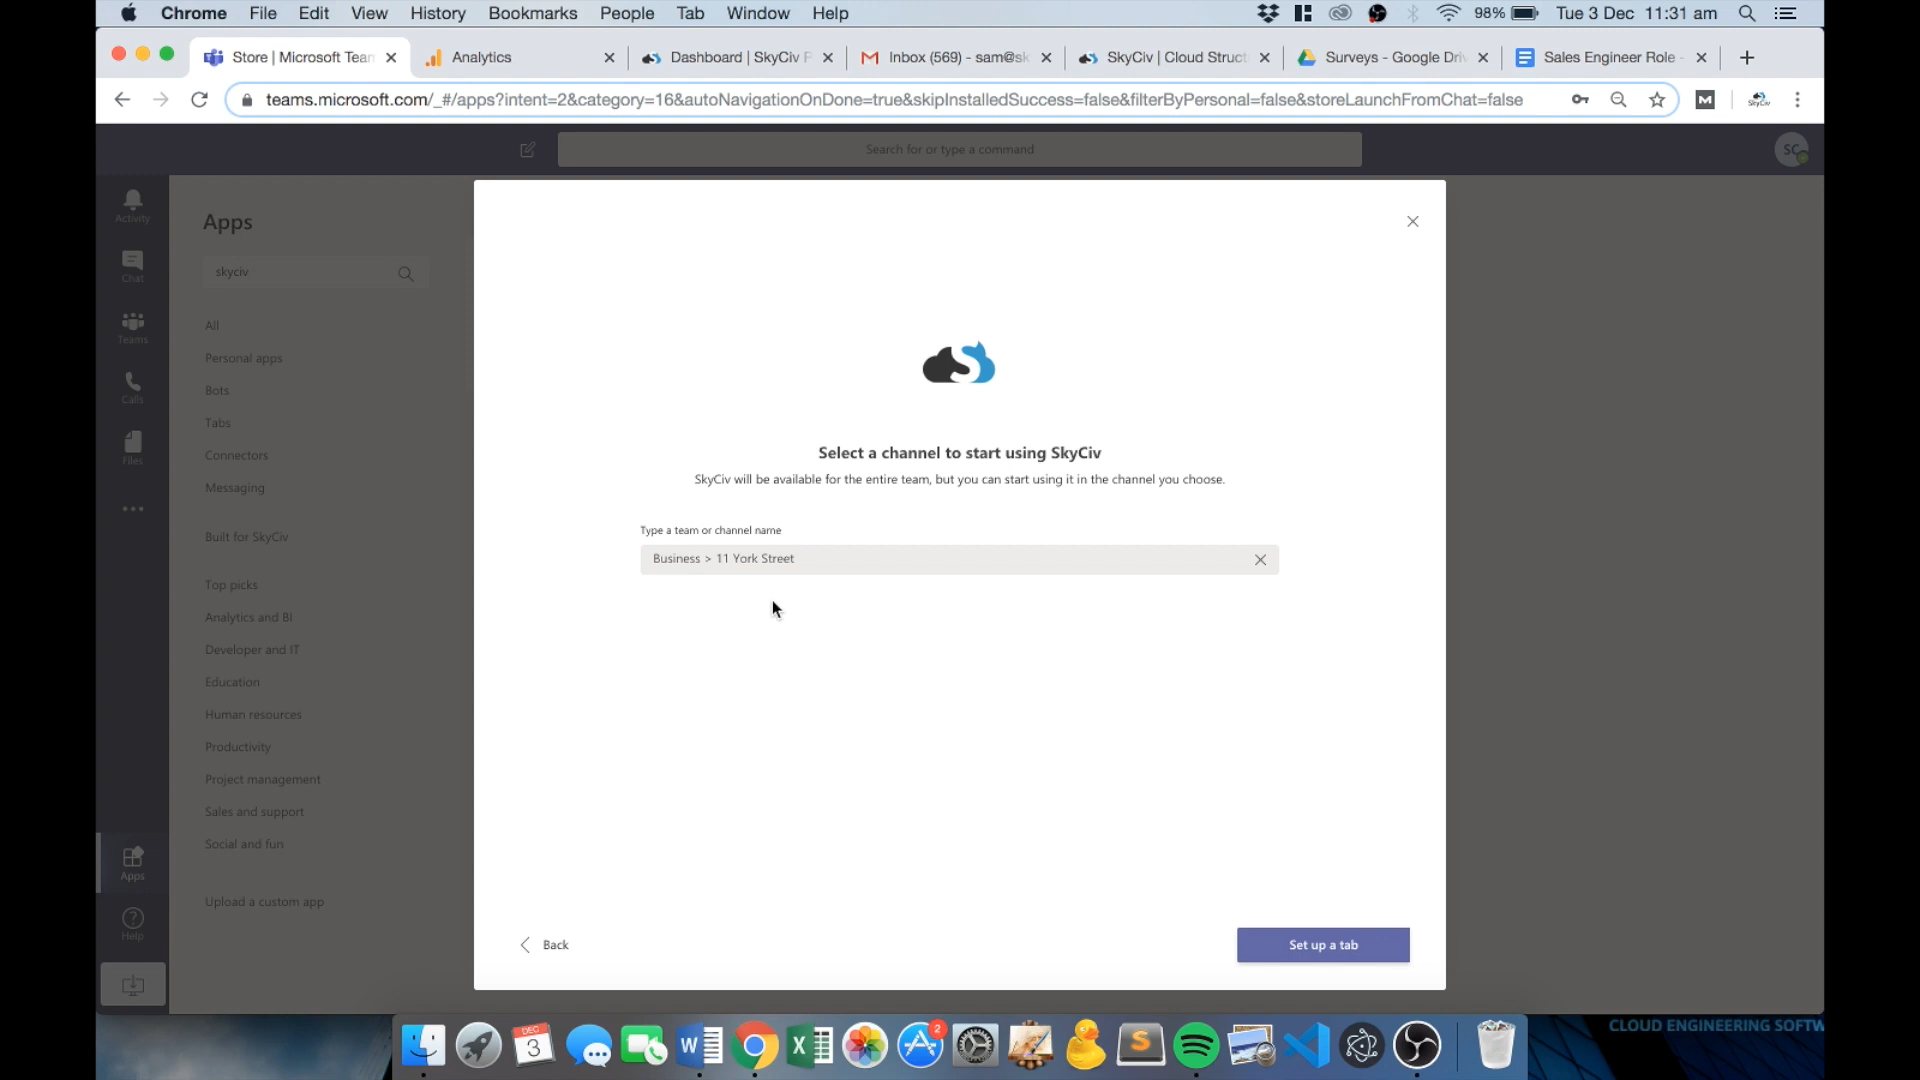 Chrome File Edit View History Bookmarks People Tab Window Help 98% Tue 3 Dec 11:31 am
Store | Microsoft Team Analytics Dashboard | SkyCiv P Inbox (569) - sam@sk SkyCiv | Cloud Struct Surveys - Google Driv Sales Engineer Role -
teams.microsoft.com/_#/apps?intent=2&category=16&autoNavigationOnDone=true&skipInstalledSuccess=false&filterByPersonal=false&storeLaunchFromChat=false M SkyCiv
Search for or type a command
SC
Activity
Chat
Teams
Calls
Files
Apps
Help
Apps
skyciv
All
Personal apps
Bots
Tabs
Connectors
Messaging
Built for SkyCiv
Top picks
Analytics and BI
Developer and IT
Education
Human resources
Productivity
Project management
Sales and support
Social and fun
Upload a custom app
Select a channel to start using SkyCiv
SkyCiv will be available for the entire team, but you can start using it in the channel you choose.
Type a team or channel name
Business > 11 York Street
Back
Set up a tab
DEC
3
W
X
2
S
CLOUD ENGINEERING SOFTW